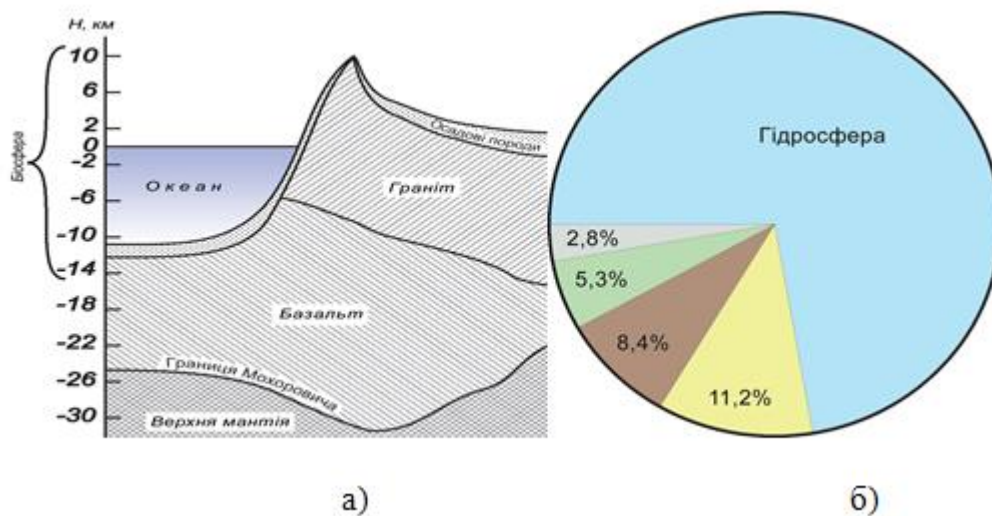 Н, км
10
6
2
0
-2
-6
-10
-14
-18
-22
-26
-30
Біосфера
Океан
Осадові породи
Граніт
Базальт
Границя Мохоровича
Верхня мантія
а)
Гідросфера
2,8%
5,3%
8,4%
11,2%
б)